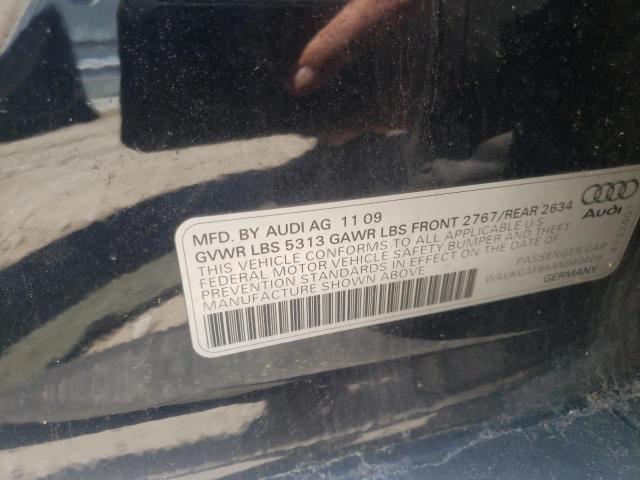 MFD. BY AUDI AG 11 09
GVWR LBS 5313 GAWR LBS FRONT 2767/REAR 2634
THIS VEHICLE CONFORMS TO ALL APPLICABLE U S
FEDERAL MOTOR VEHICLE SAFETY, BUMPER AND THEFT
PREVENTION STANDARDS IN EFFECT ON THE DATE OF
MANUFACTURE SHOWN ABOVE
PASSENGER CAR
WAUKGAFB6AN040409
GERMANY
Audi